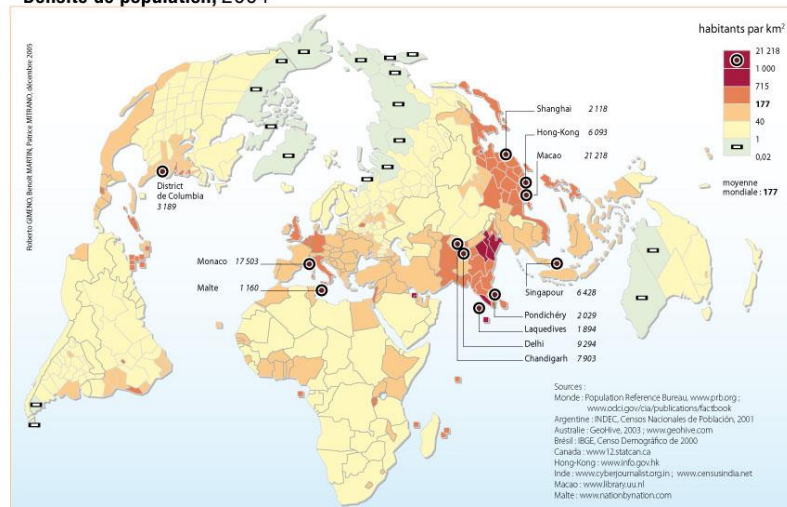 habitants par km²
21 218
1 000
715
177
40
1
0,02
moyenne
mondiale : 177
Roberto GIMENO, Benoît MARTIN, Patrice MITRANO, décembre 2005
Shanghai 2 118
Hong-Kong 6 093
Macao 21 218
District
de Columbia
3 189
Monaco 17 503
Malte 1 160
Singapour 6 428
Pondichéry 2 029
Laquedives 1 894
Delhi 9 294
Chandigarh 7 903
Sources :
Monde : Population Reference Bureau, www.prb.org ;
www.odci.gov/cia/publications/factbook
Argentine : INDEC, Censos Nacionales de Población, 2001
Australie : GeoHive, 2003 ; www.geohive.com
Brésil : IBGE, Censo Demográfico de 2000
Canada : www12.statcan.ca
Hong-Kong : www.info.gov.hk
Inde : www.cyberjournalist.org.in ; www.censusindia.net
Macao : www.library.uu.nl
Malte : www.nationbynation.com